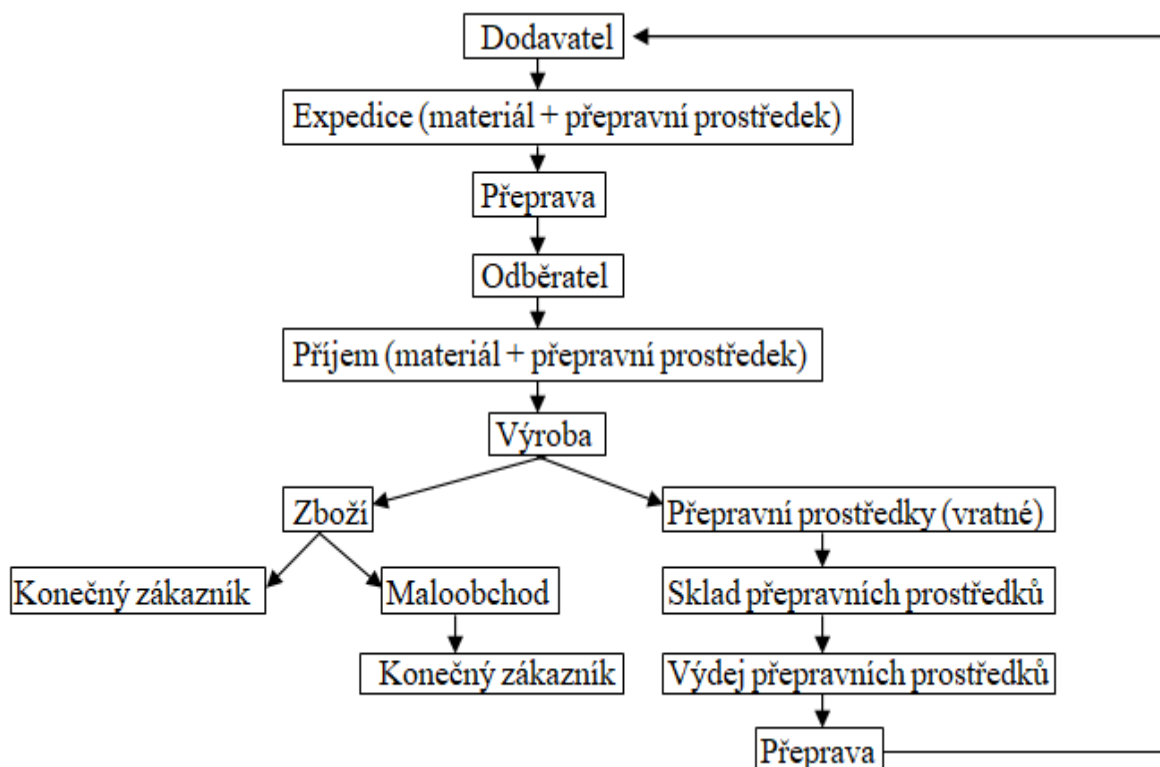 Dodavatel
Expedice (materiál + přepravní prostředek)
Přeprava
Odběratel
Příjem (materiál + přepravní prostředek)
Výroba
Zboží
Přepravní prostředky (vratné)
Konečný zákazník
Maloobchod
Sklad přepravních prostředků
Konečný zákazník
Výdej přepravních prostředků
Přeprava